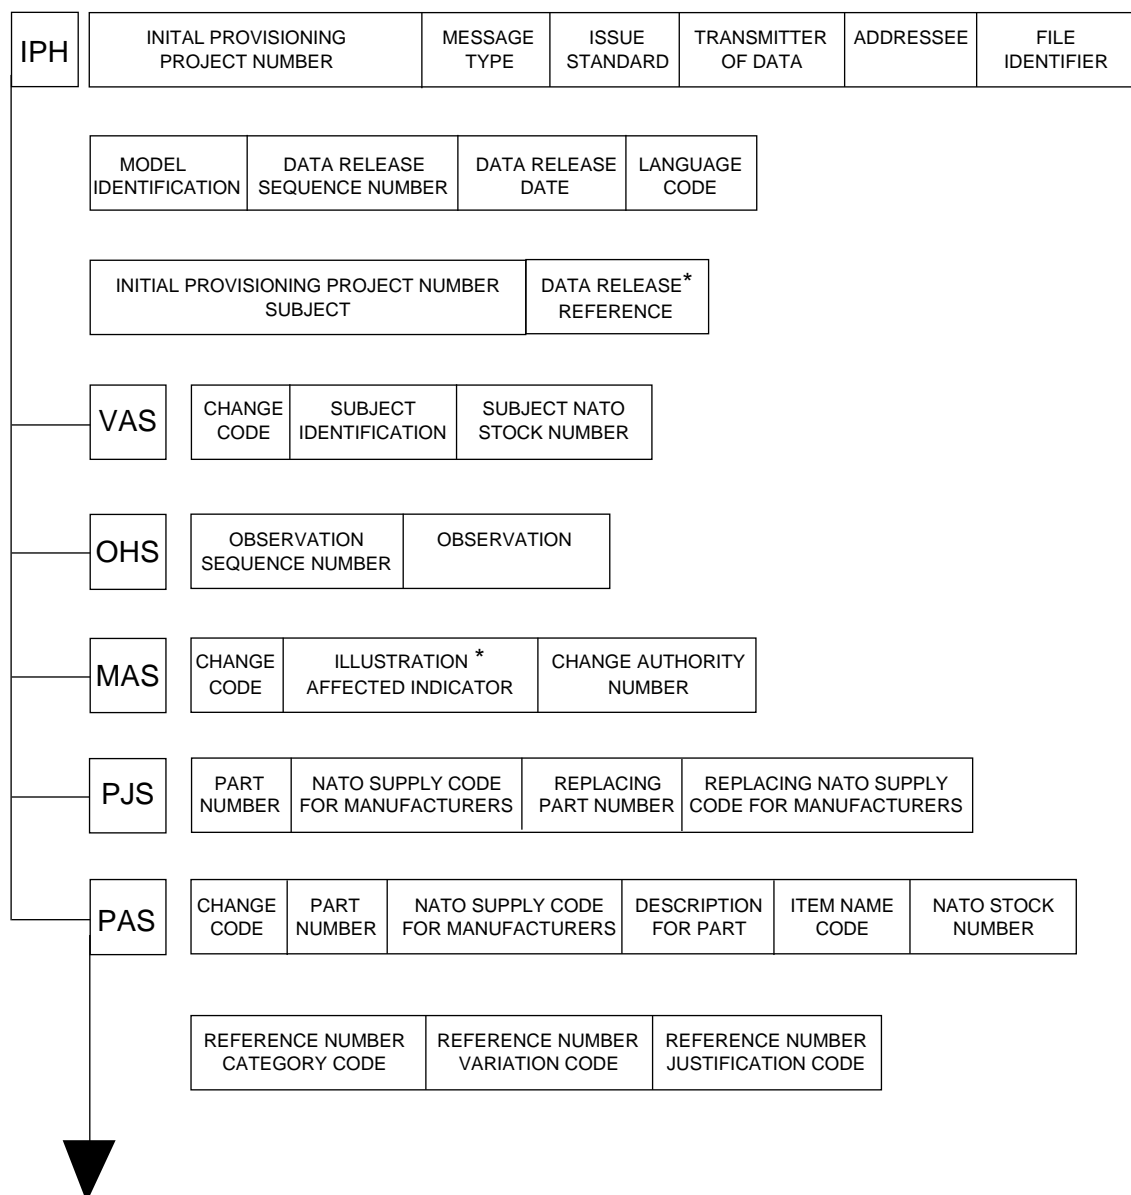 IPH
INITAL PROVISIONING
PROJECT NUMBER
MESSAGE
TYPE
ISSUE
STANDARD
TRANSMITTER
OF DATA
ADDRESSEE
FILE
IDENTIFIER
MODEL
IDENTIFICATION
DATA RELEASE
SEQUENCE NUMBER
DATA RELEASE
DATE
LANGUAGE
CODE
INITIAL PROVISIONING PROJECT NUMBER
SUBJECT
DATA RELEASE*
REFERENCE
VAS
CHANGE
CODE
SUBJECT
IDENTIFICATION
SUBJECT NATO
STOCK NUMBER
OHS
OBSERVATION
SEQUENCE NUMBER
OBSERVATION
MAS
CHANGE
CODE
ILLUSTRATION *
AFFECTED INDICATOR
CHANGE AUTHORITY
NUMBER
PJS
PART
NUMBER
NATO SUPPLY CODE
FOR MANUFACTURERS
REPLACING
PART NUMBER
REPLACING NATO SUPPLY
CODE FOR MANUFACTURERS
PAS
CHANGE
CODE
PART
NUMBER
NATO SUPPLY CODE
FOR MANUFACTURERS
DESCRIPTION
FOR PART
ITEM NAME
CODE
NATO STOCK
NUMBER
REFERENCE NUMBER
CATEGORY CODE
REFERENCE NUMBER
VARIATION CODE
REFERENCE NUMBER
JUSTIFICATION CODE